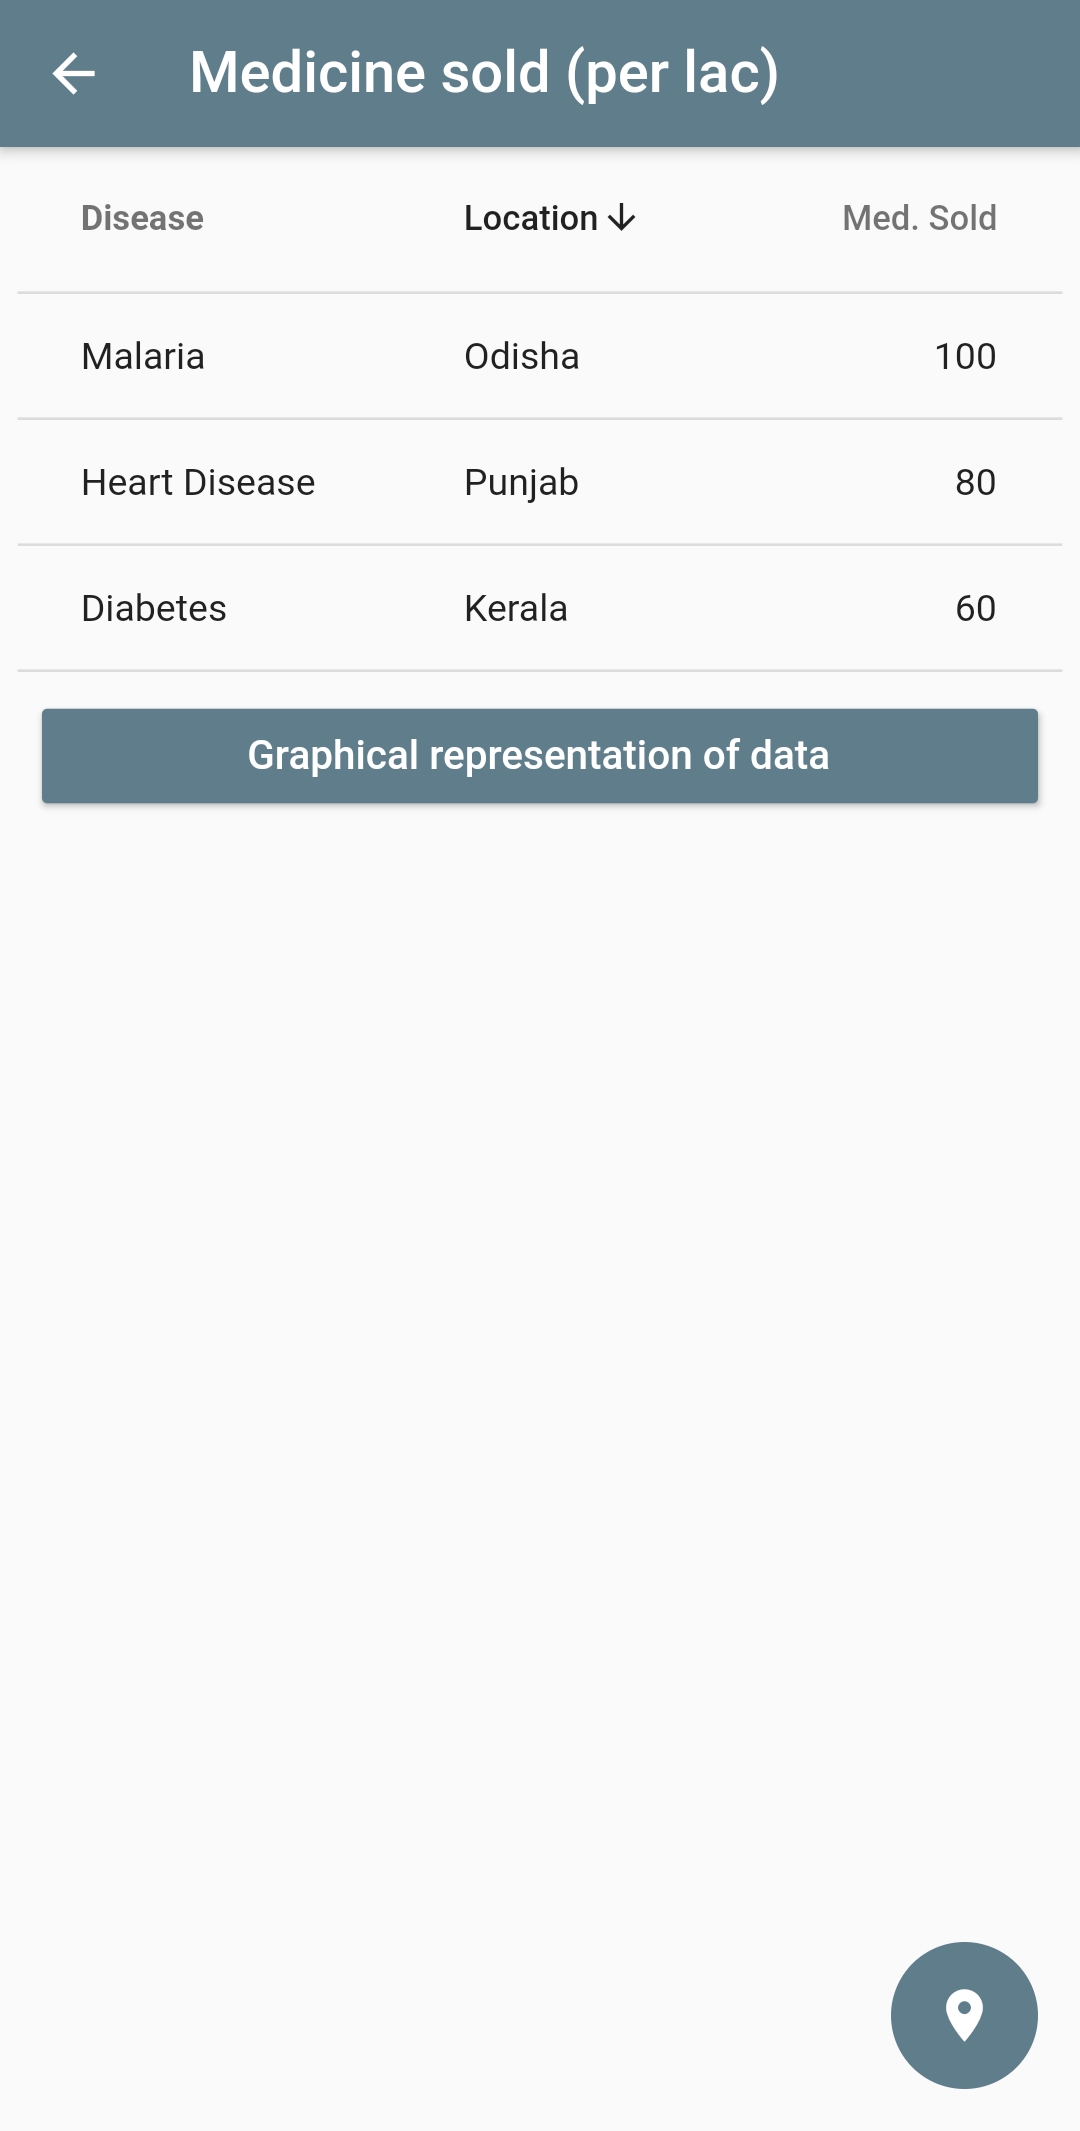 Medicine sold (per lac)
Disease Location Med. Sold
Malaria Odisha 100
Heart Disease Punjab 80
Diabetes Kerala 60
Graphical representation of data